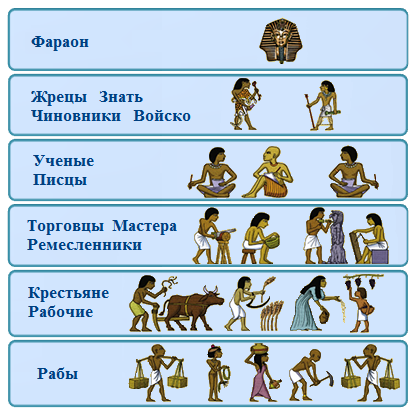 Фараон
Жрецы Знать
Чиновники Войско
Ученые
Писцы
Торговцы Мастера
Ремесленники
Крестьяне
Рабочие
Рабы